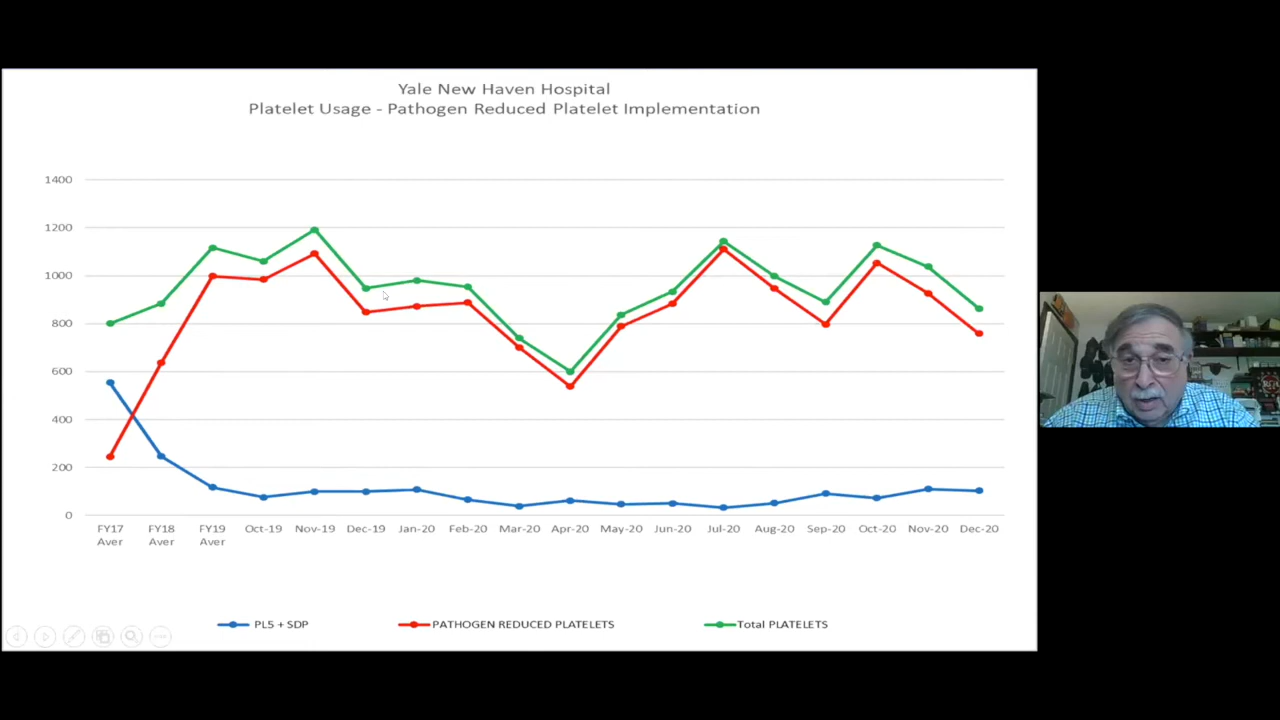 Yale New Haven Hospital
Platelet Usage - Pathogen Reduced Platelet Implementation
1400
1200
1000
800
600
400
200
0
FY17 Aver
FY18 Aver
FY19 Aver
Oct-19
Nov-19
Dec-19
Jan-20
Feb-20
Mar-20
Apr-20
May-20
Jun-20
Jul-20
Aug-20
Sep-20
Oct-20
Nov-20
Dec-20
PL5 + SDP
PATHOGEN REDUCED PLATELETS
Total PLATELETS